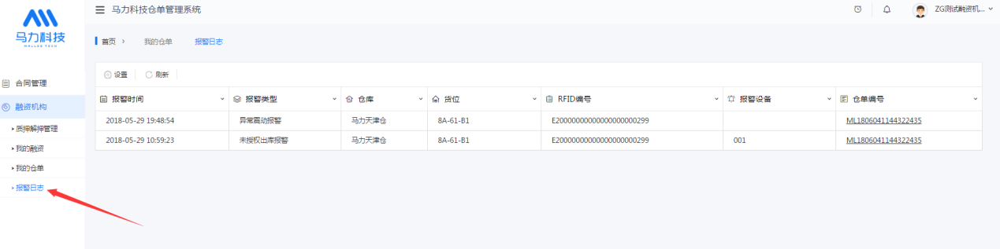 马力科技
MALLEE TECH
合同管理
融资机构
质押解押管理
我的融资
我的仓单
报警日志
马力科技仓单管理系统
ZG测试融资机...
首页 我的仓单 报警日志
设置 刷新
报警时间 报警类型 仓库 货位 RFID编号 报警设备 仓单编号
2018-05-29 19:48:54 异常震动报警 马力天津仓 8A-61-B1 E20000000000000000000299 ML1806041144322435
2018-05-29 10:59:23 未授权出库报警 马力天津仓 8A-61-B1 E20000000000000000000299 001 ML1806041144322435